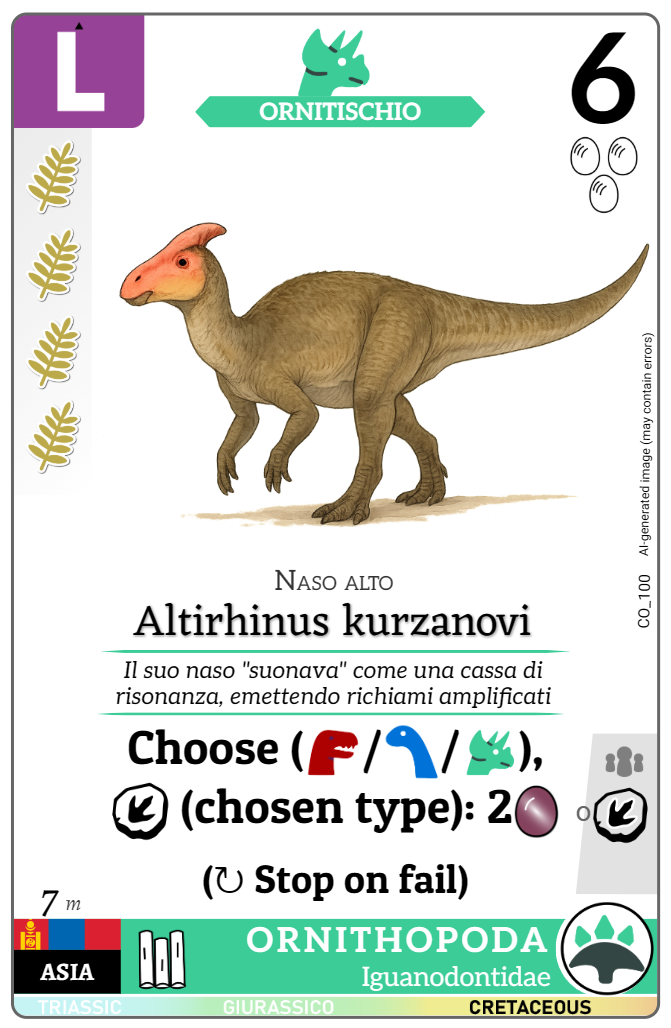 L
ORNITISCHIO
6
AI-generated image (may contain errors)
CO_100
Naso alto
Altirhinus kurzanovi
Il suo naso "suonava" come una cassa di
risonanza, emettendo richiami amplificati
Choose ( / / ),
(chosen type): 2 o
(↻ Stop on fail)
7 m
ASIA
ORNITHOPODA
Iguanodontidae
TRIASSIC GIURASSICO CRETACEOUS